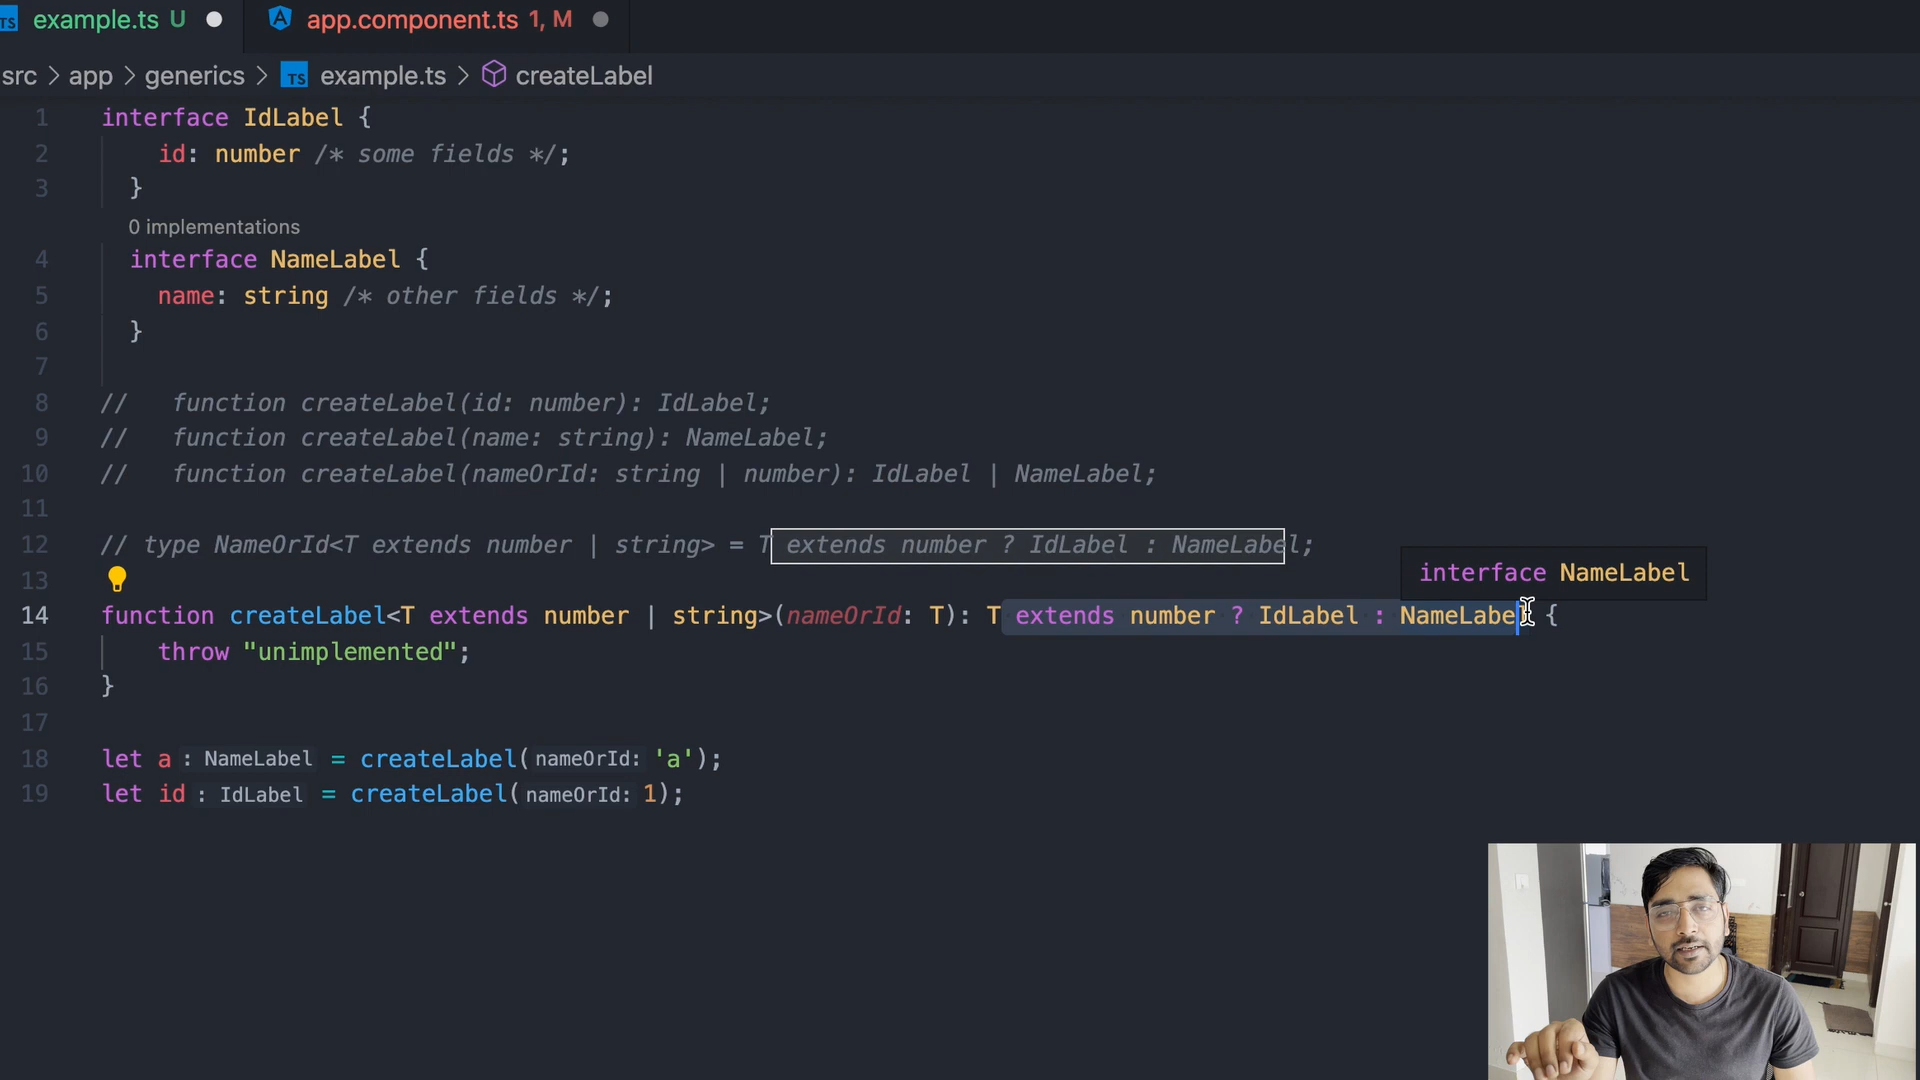 TS example.ts U app.component.ts 1, M
src > app > generics > TS example.ts > createLabel
1 interface IdLabel {
2 id: number /* some fields */;
3 }
0 implementations
4 interface NameLabel {
5 name: string /* other fields */;
6 }
7
8 // function createLabel(id: number): IdLabel;
9 // function createLabel(name: string): NameLabel;
10 // function createLabel(nameOrId: string | number): IdLabel | NameLabel;
11
12 // type NameOrId<T extends number | string> = T extends number ? IdLabel : NameLabel;
interface NameLabel
13
14 function createLabel<T extends number | string>(nameOrId: T): T extends number ? IdLabel : NameLabel {
15 throw "unimplemented";
16 }
17
18 let a : NameLabel = createLabel( nameOrId: 'a');
19 let id : IdLabel = createLabel( nameOrId: 1);